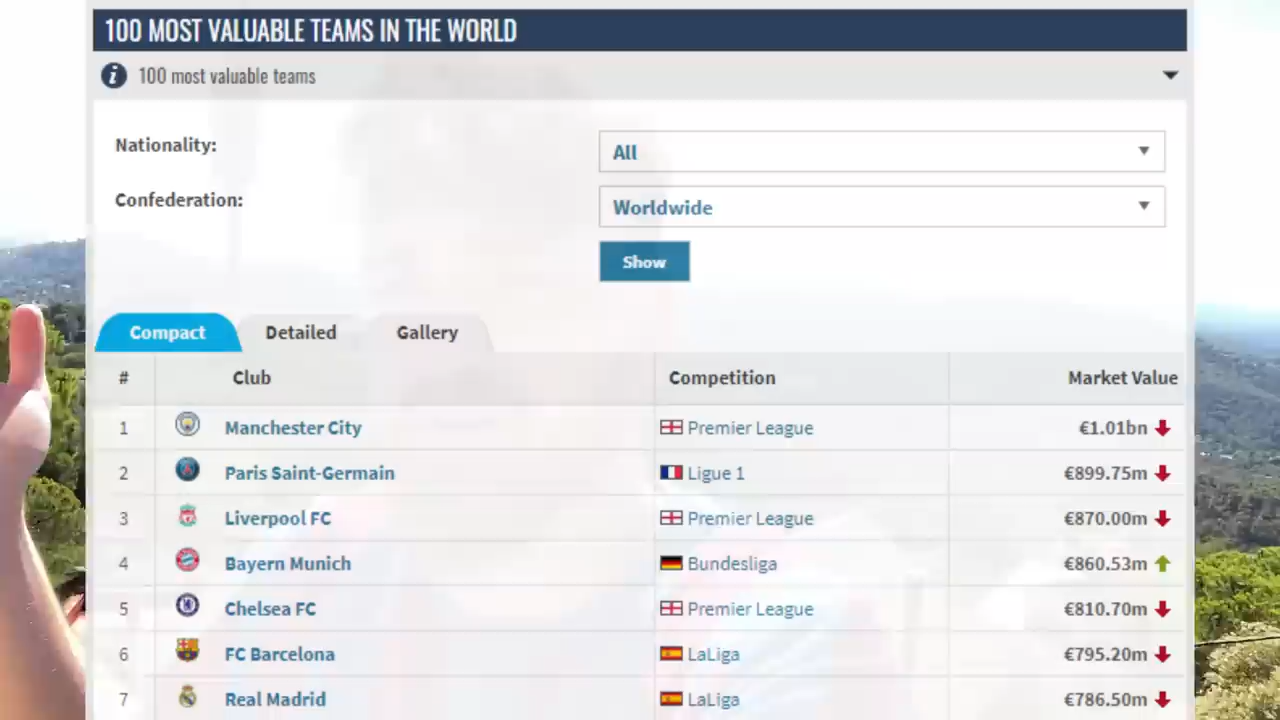 100 MOST VALUABLE TEAMS IN THE WORLD
i 100 most valuable teams
Nationality: All
Confederation: Worldwide
Show
Compact Detailed Gallery
# Club Competition Market Value
1 Manchester City Premier League €1.01bn
2 Paris Saint-Germain Ligue 1 €899.75m
3 Liverpool FC Premier League €870.00m
4 Bayern Munich Bundesliga €860.53m
5 Chelsea FC Premier League €810.70m
6 FC Barcelona LaLiga €795.20m
7 Real Madrid LaLiga €786.50m